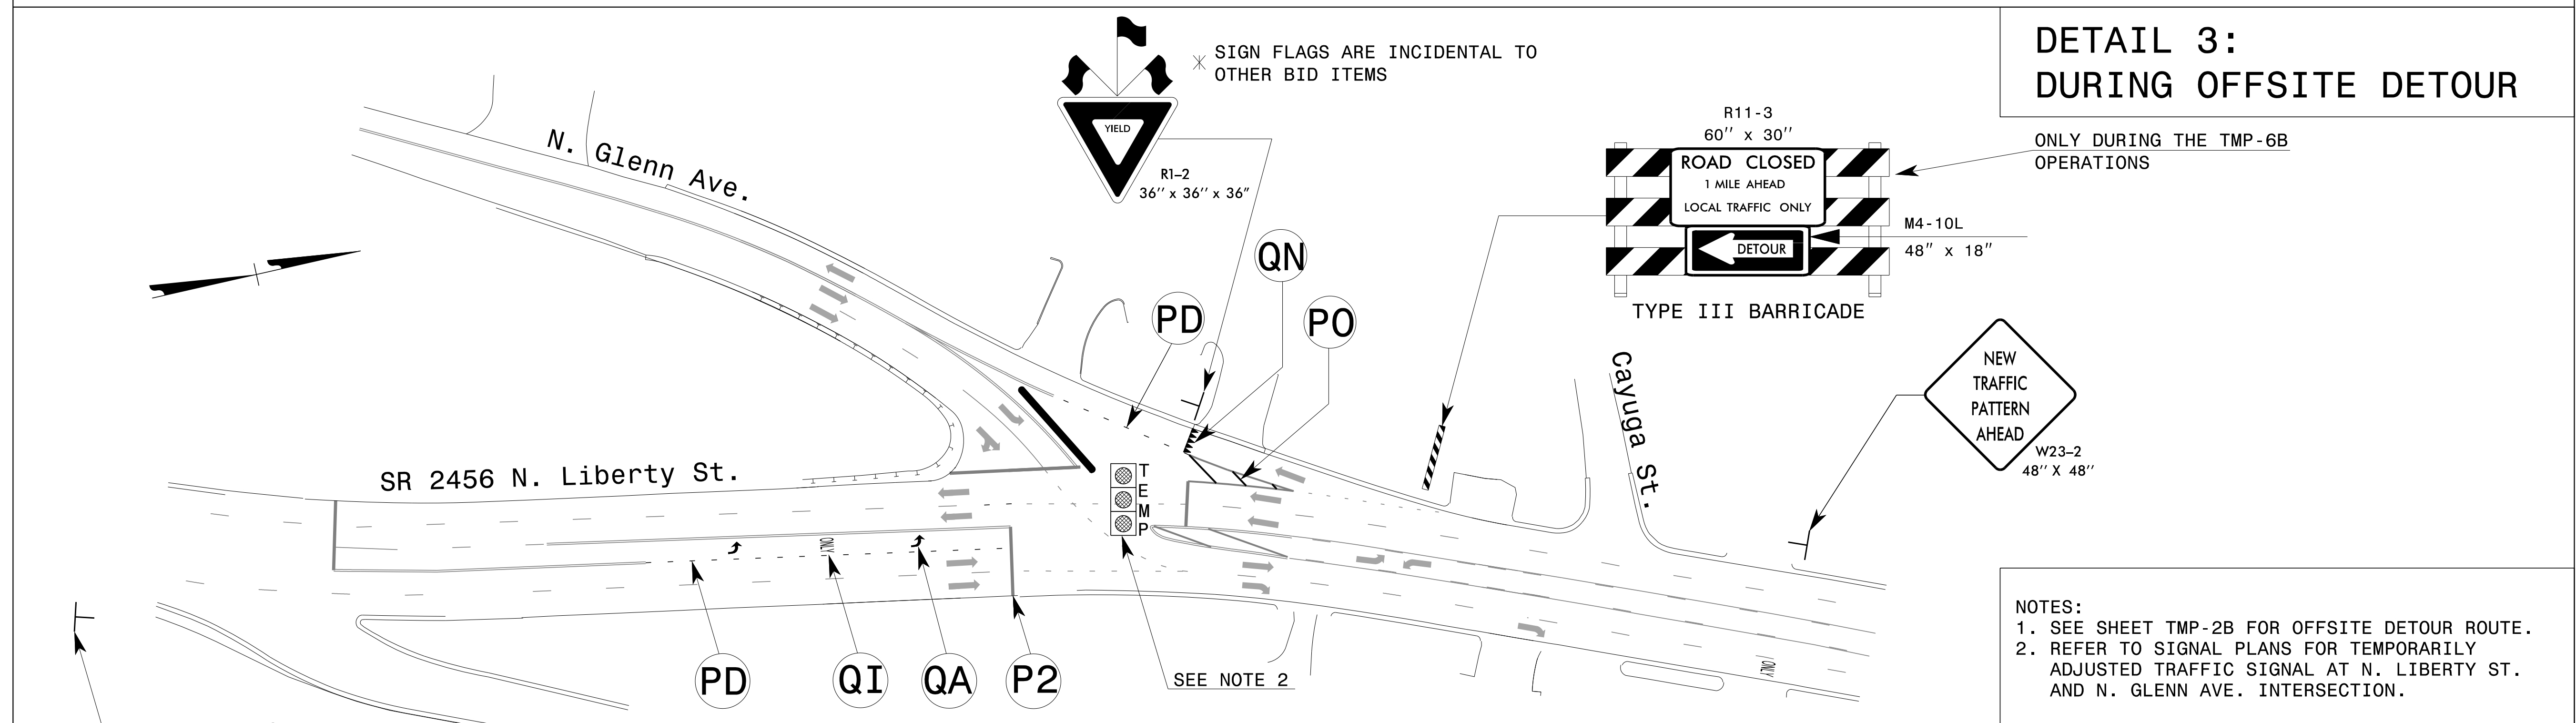 DETAIL 3:
DURING OFFSITE DETOUR
* SIGN FLAGS ARE INCIDENTAL TO
OTHER BID ITEMS
YIELD
R1-2
36" x 36" x 36"
R11-3
60" x 30"
ROAD CLOSED
1 MILE AHEAD
LOCAL TRAFFIC ONLY
DETOUR
M4-10L
48" x 18"
TYPE III BARRICADE
ONLY DURING THE TMP-6B
OPERATIONS
N. Glenn Ave.
QN
PD
PO
Cayuga St.
NEW
TRAFFIC
PATTERN
AHEAD
W23-2
48" X 48"
SR 2456 N. Liberty St.
TEMP
ONLY
ONLY
PD
QI
QA
P2
SEE NOTE 2
NOTES:
1. SEE SHEET TMP-2B FOR OFFSITE DETOUR ROUTE.
2. REFER TO SIGNAL PLANS FOR TEMPORARILY
ADJUSTED TRAFFIC SIGNAL AT N. LIBERTY ST.
AND N. GLENN AVE. INTERSECTION.